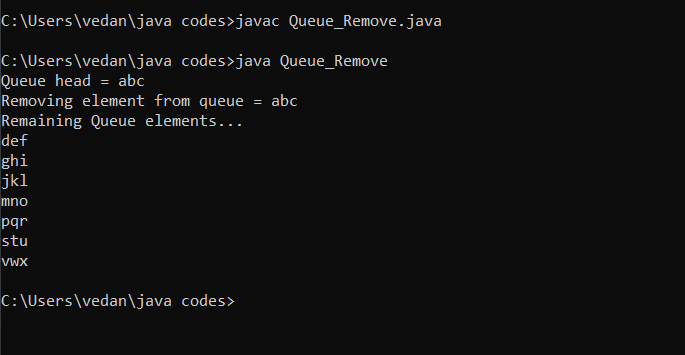 C:\Users\vedan\java codes>javac Queue_Remove.java
C:\Users\vedan\java codes>java Queue_Remove
Queue head = abc
Removing element from queue = abc
Remaining Queue elements...
def
ghi
jkl
mno
pqr
stu
vwx
C:\Users\vedan\java codes>